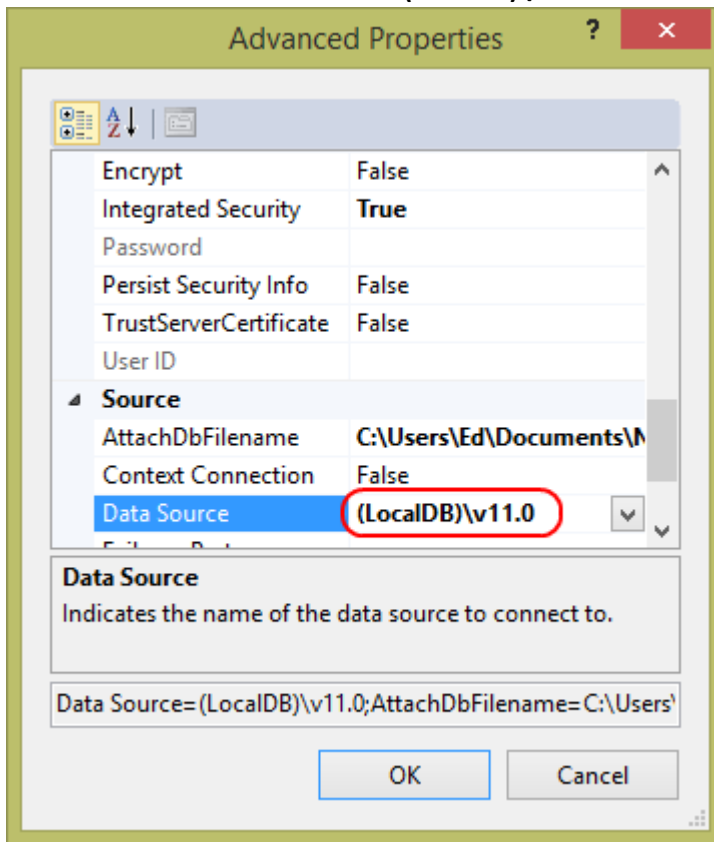 Advanced Properties ? ×
A
Z
Encrypt False
Integrated Security True
Password
Persist Security Info False
TrustServerCertificate False
User ID
Source
AttachDbFilename C:\Users\Ed\Documents\N
Context Connection False
Data Source (LocalDB)\v11.0
Data Source
Indicates the name of the data source to connect to.
Data Source=(LocalDB)\v11.0;AttachDbFilename=C:\Users\
OK Cancel